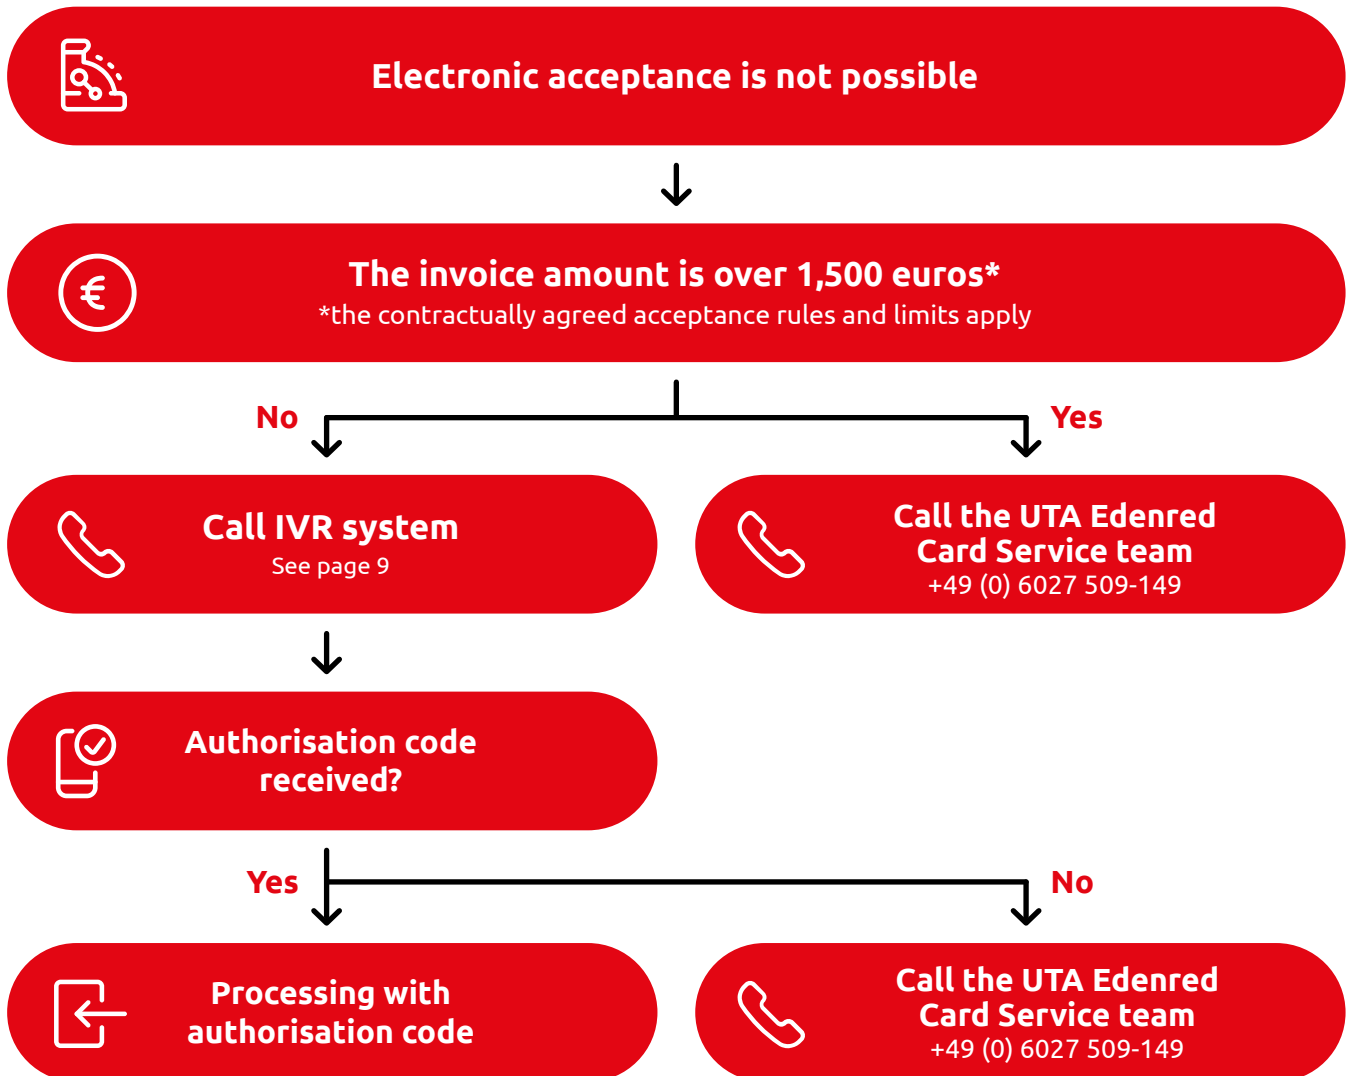 Electronic acceptance is not possible
€
The invoice amount is over 1,500 euros*
*the contractually agreed acceptance rules and limits apply
No
Yes
Call IVR system
See page 9
Call the UTA Edenred
Card Service team
+49 (0) 6027 509-149
Authorisation code
received?
Yes
No
Processing with
authorisation code
Call the UTA Edenred
Card Service team
+49 (0) 6027 509-149